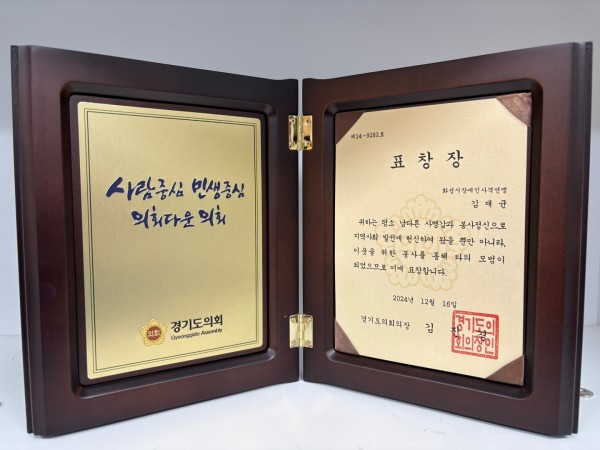 사람중심 민생중심
의회다운 의회
의회
경기도의회
Gyeonggido Assembly
제24-9282호
표창장
화성시장애인사격연맹
김재균
귀하는 평소 남다른 사명감과 봉사정신으로
지역사회 발전에 헌신하여 왔을 뿐만 아니라,
이웃을 위한 봉사를 통해 타의 모범이
되었으므로 이에 표창합니다.
2024년 12월 16일
경기도의회의장 김진경
경기도의
회의장인